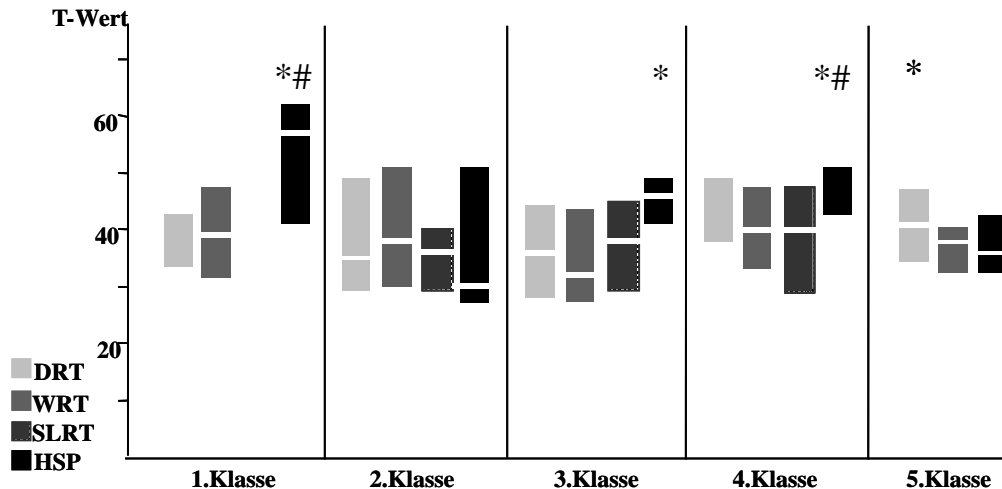 T-Wert
*# * *# *
60
40
20
DRT
WRT
SLRT
HSP
1.Klasse 2.Klasse 3.Klasse 4.Klasse 5.Klasse